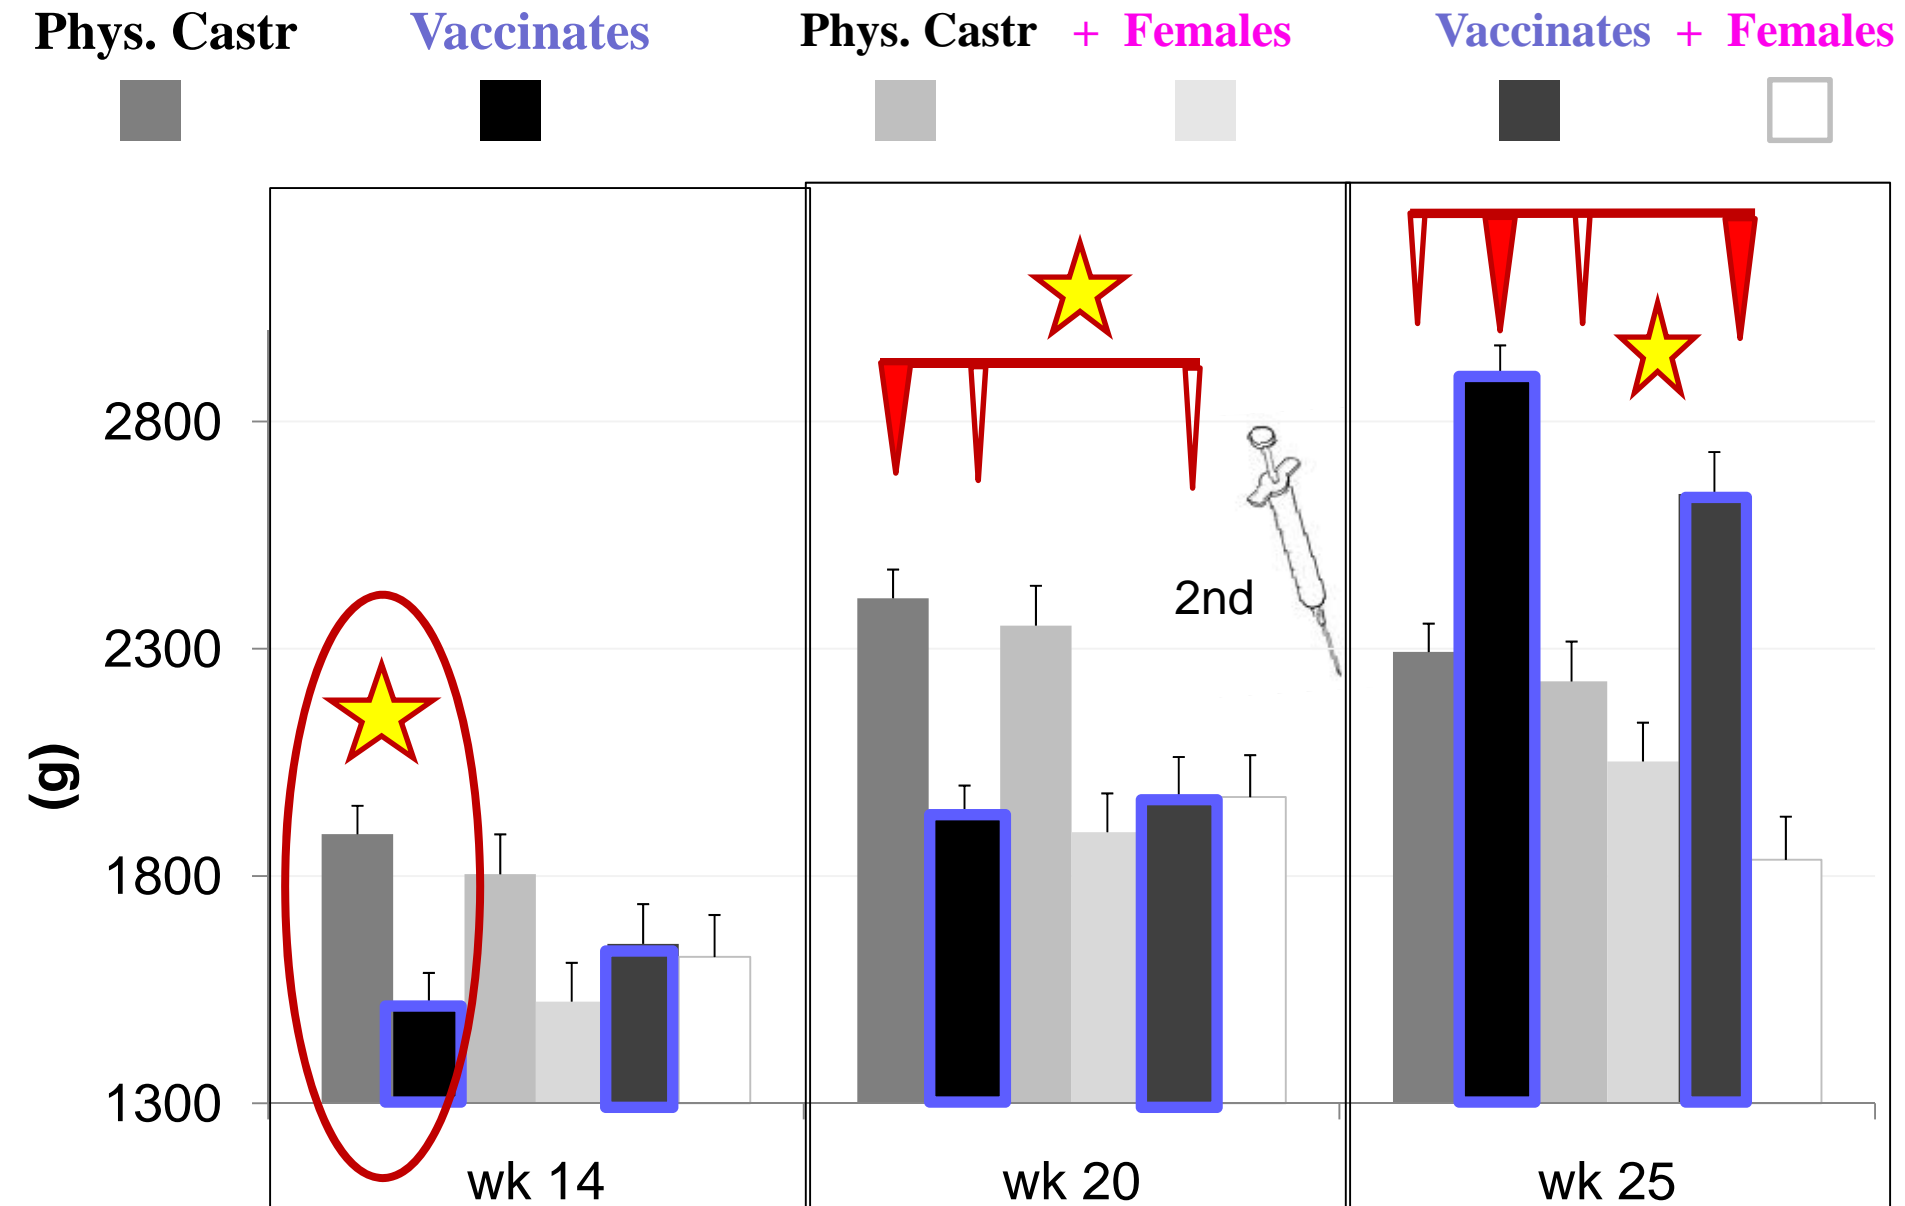 Phys. Castr Vaccinates Phys. Castr + Females Vaccinates + Females
2800
2300
1800
1300
(g)
2nd
wk 14 wk 20 wk 25